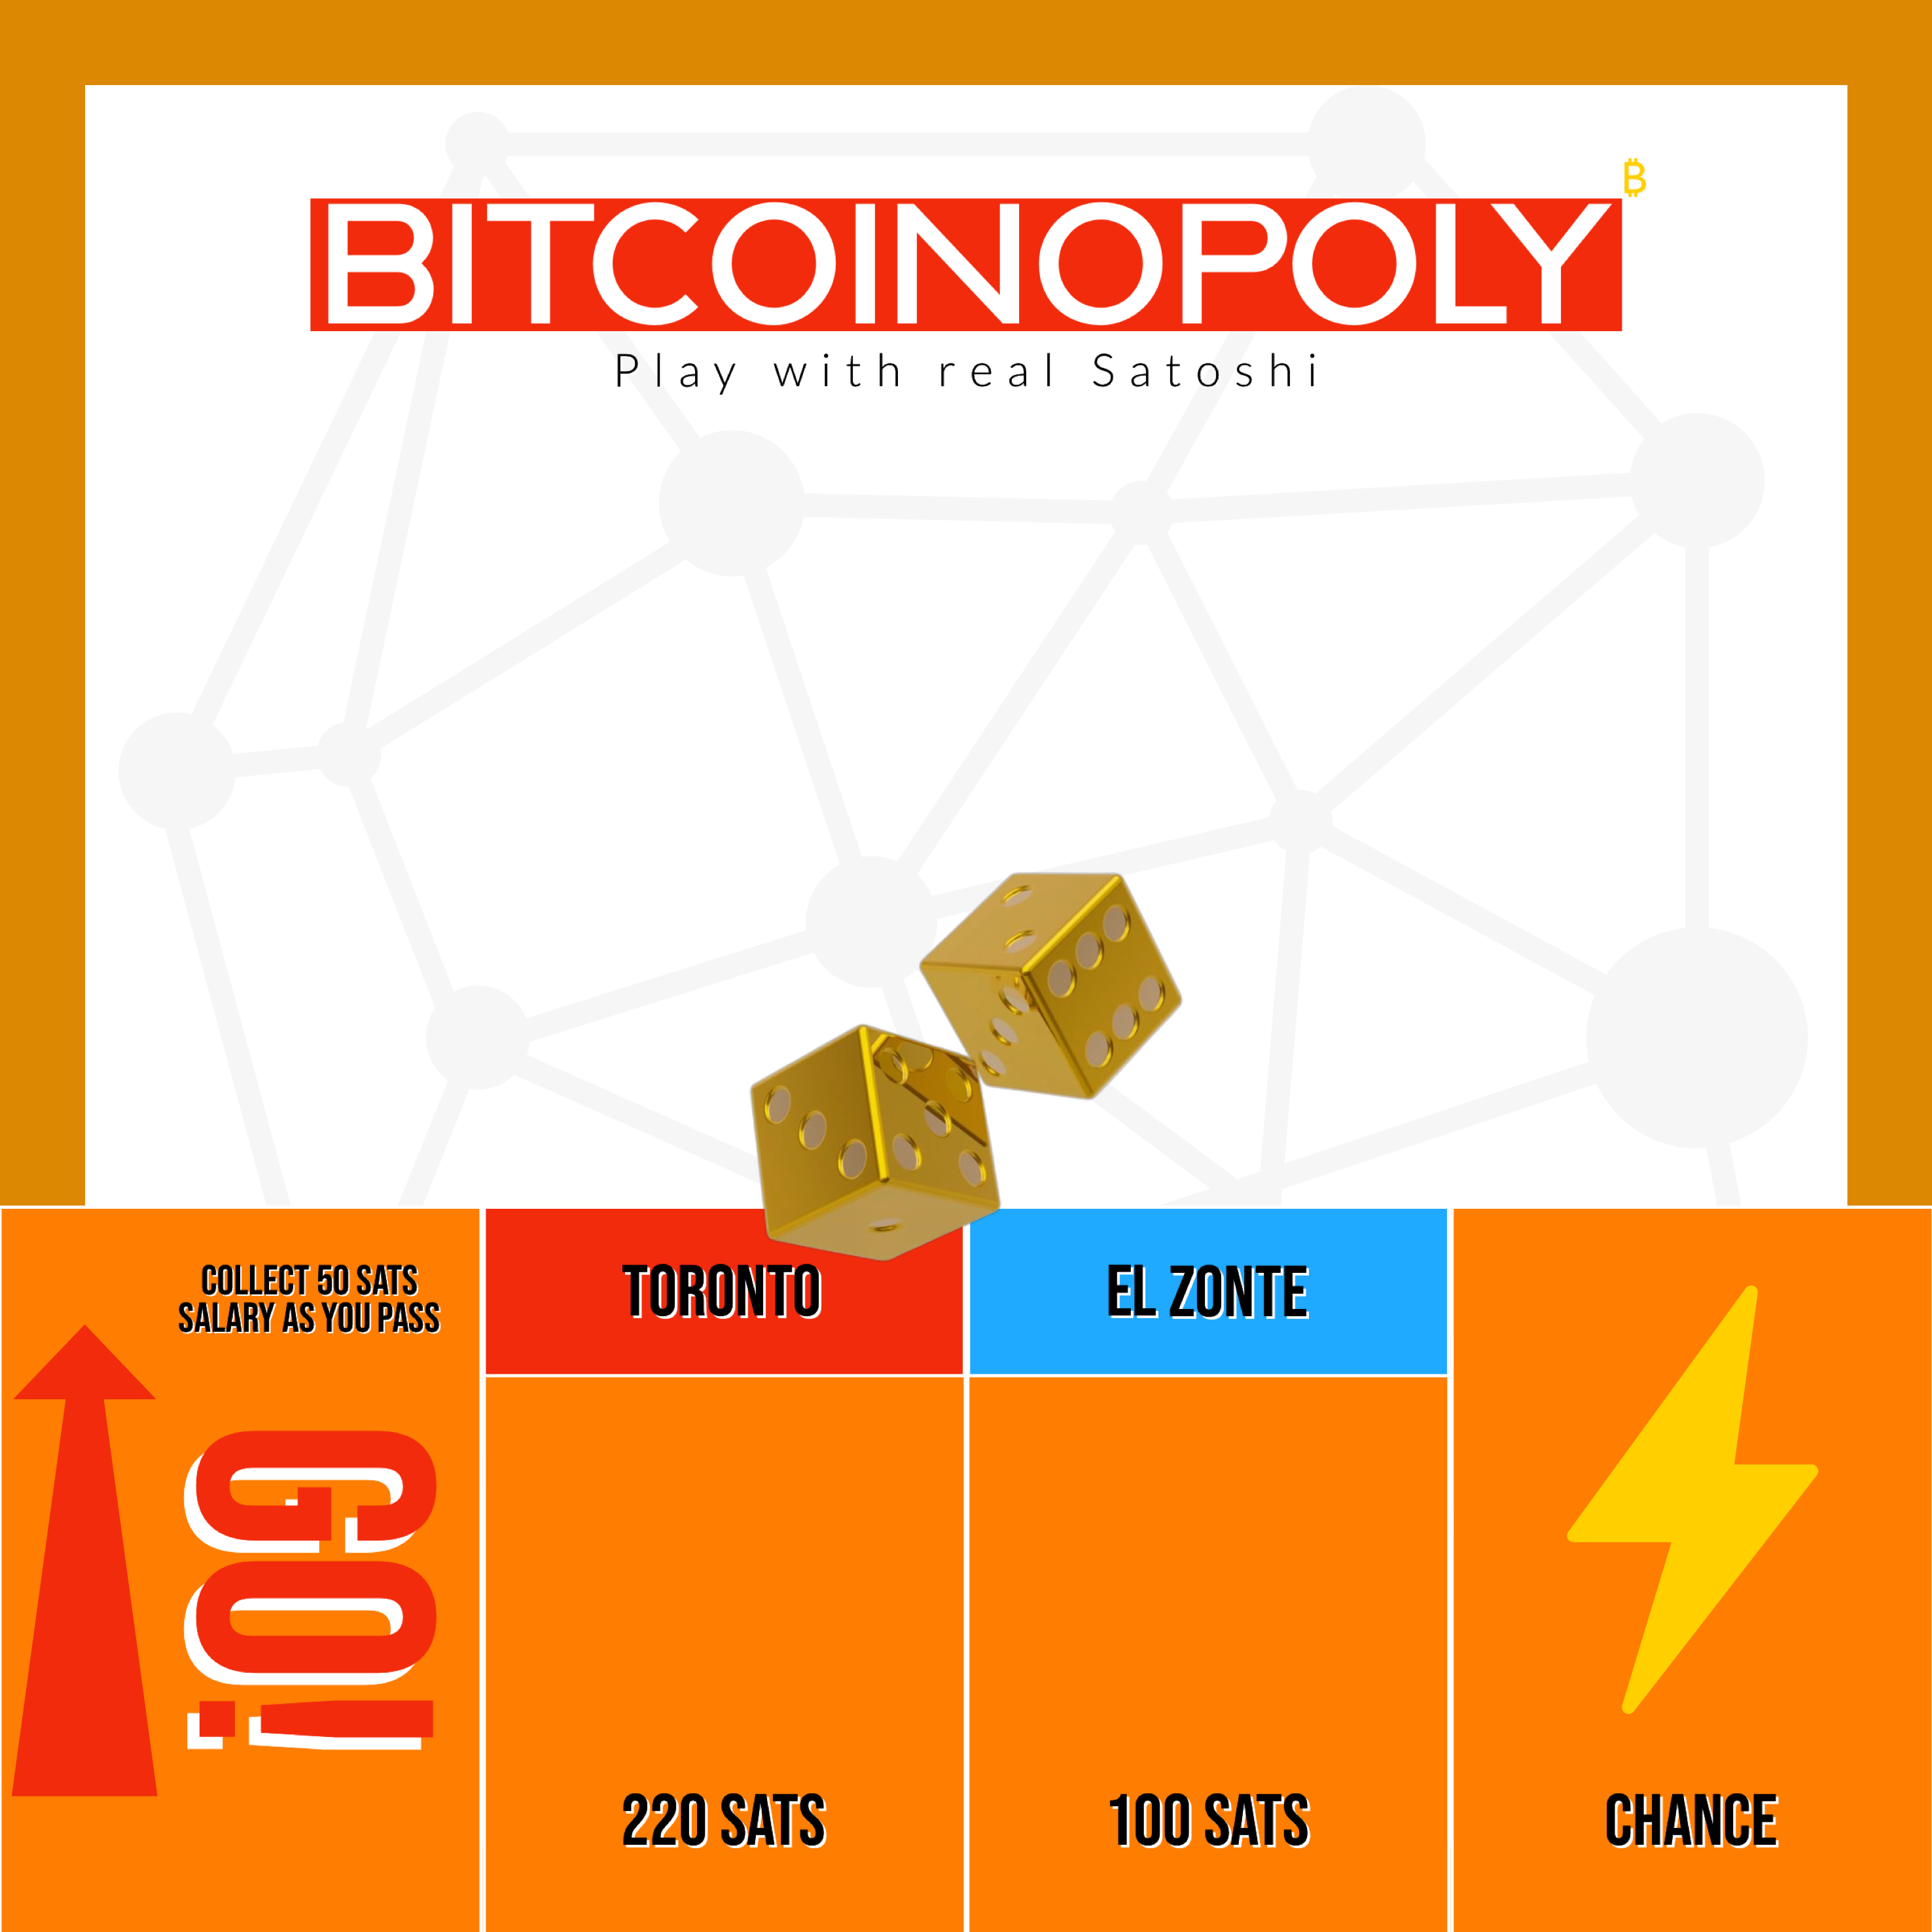 ₿
BITCOINOPOLY
Play with real Satoshi
COLLECT 50 SATS
SALARY AS YOU PASS
GO!
TORONTO
220 SATS
EL ZONTE
100 SATS
CHANCE